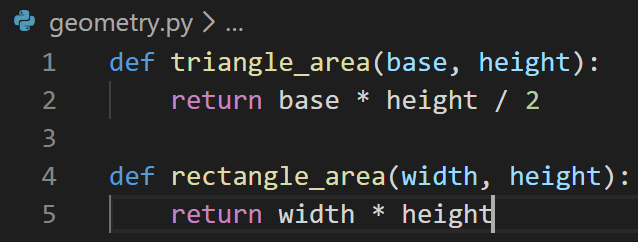 geometry.py > ...
1 def triangle_area(base, height):
2     return base * height / 2
3
4 def rectangle_area(width, height):
5     return width * height